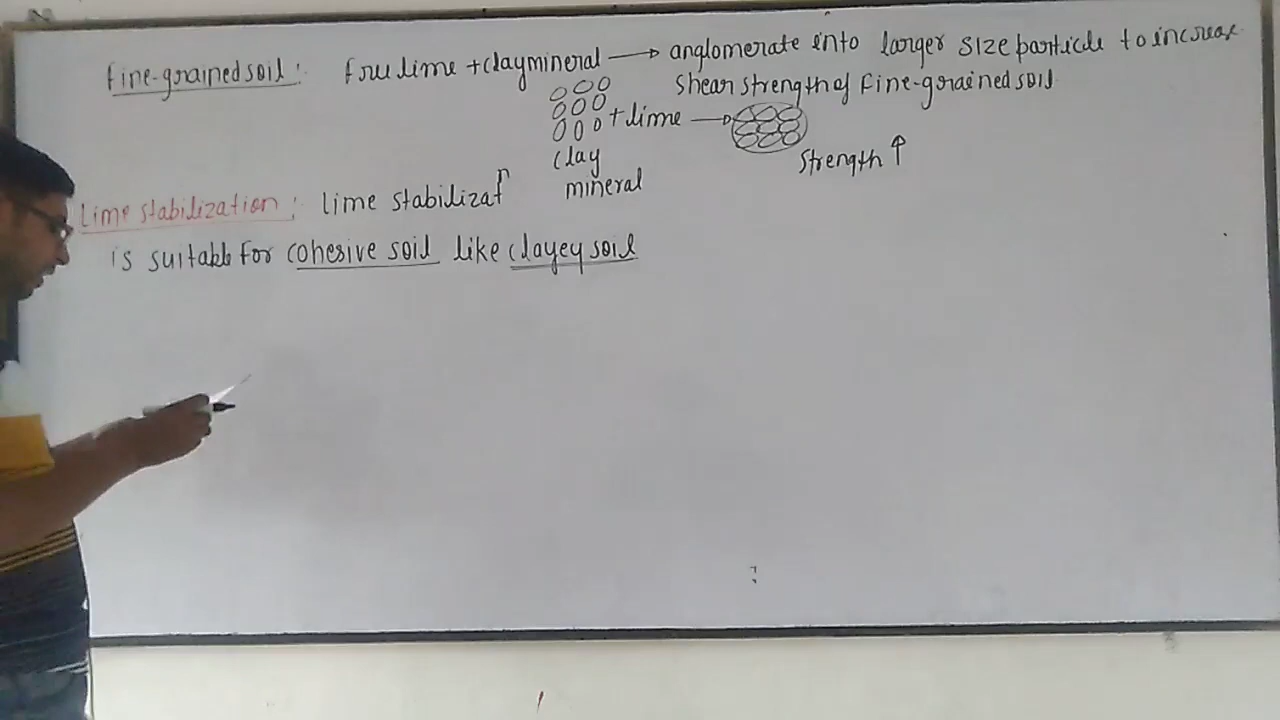 fine-grained soil: free lime + clay mineral → anglomerate into larger size particle to increase
shear strength of fine-grained soil
+ lime →
clay
mineral
strength ↑
Lime stabilization: lime stabilizatⁿ
is suitable for cohesive soil like clayey soil